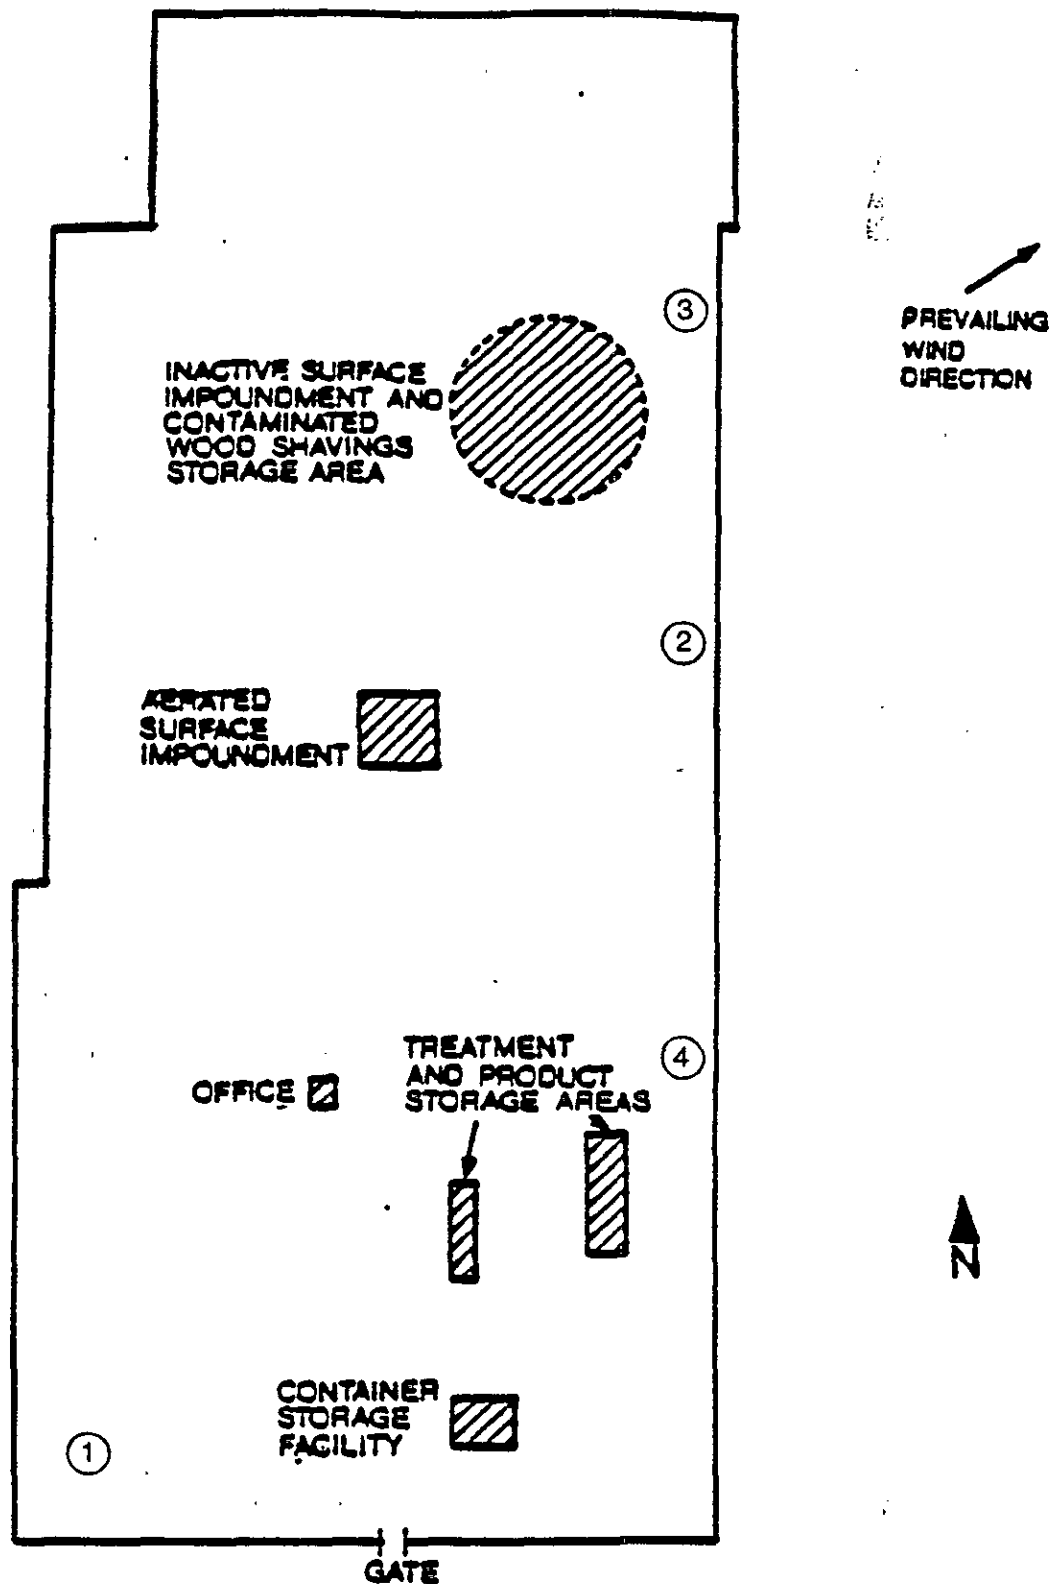 3
PREVAILING
WIND
DIRECTION
INACTIVE SURFACE
IMPOUNDMENT AND
CONTAMINATED
WOOD SHAVINGS
STORAGE AREA
2
AERATED
SURFACE
IMPOUNDMENT
TREATMENT
AND PRODUCT
STORAGE AREAS
4
OFFICE
N
CONTAINER
STORAGE
FACILITY
1
GATE